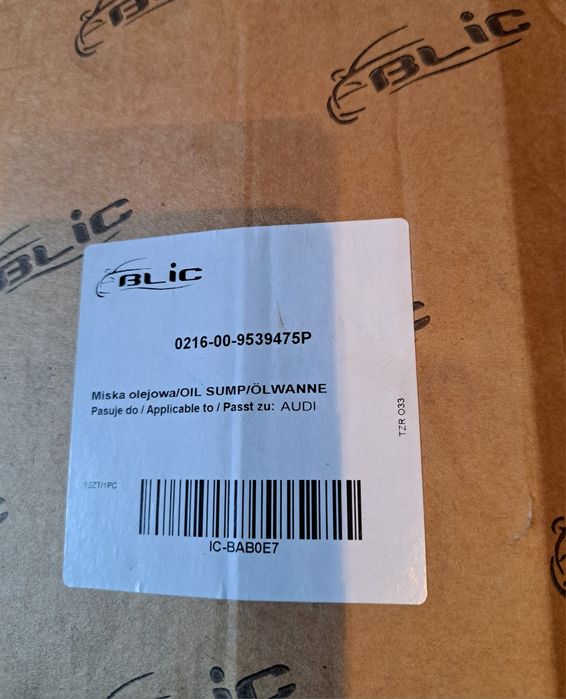 BLiC
BLiC
BLiC
BLiC
0216-00-9539475P
Miska olejowa/OIL SUMP/ÖLWANNE
Pasuje do / Applicable to / Passt zu: AUDI
TZR O33
1SZT/1PC
IC-BAB0E7
BLiC